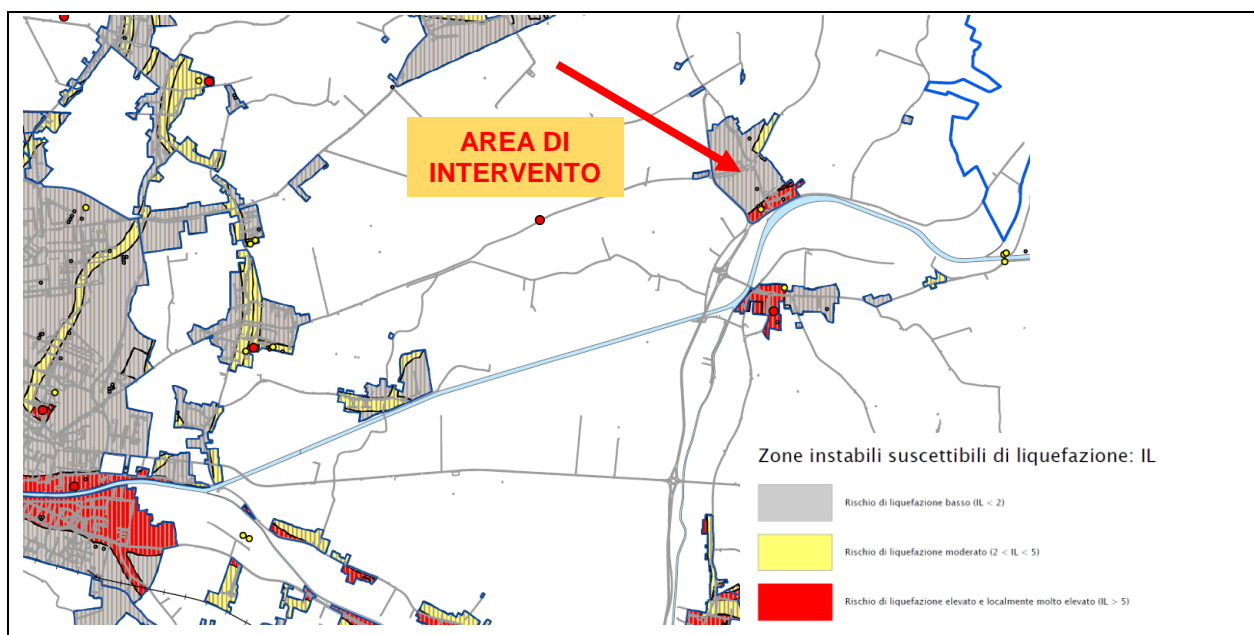 AREA DI
INTERVENTO
Zone instabili suscettibili di liquefazione: IL
Rischio di liquefazione basso (IL < 2)
Rischio di liquefazione moderato (2 < IL < 5)
Rischio di liquefazione elevato e localmente molto elevato (IL > 5)